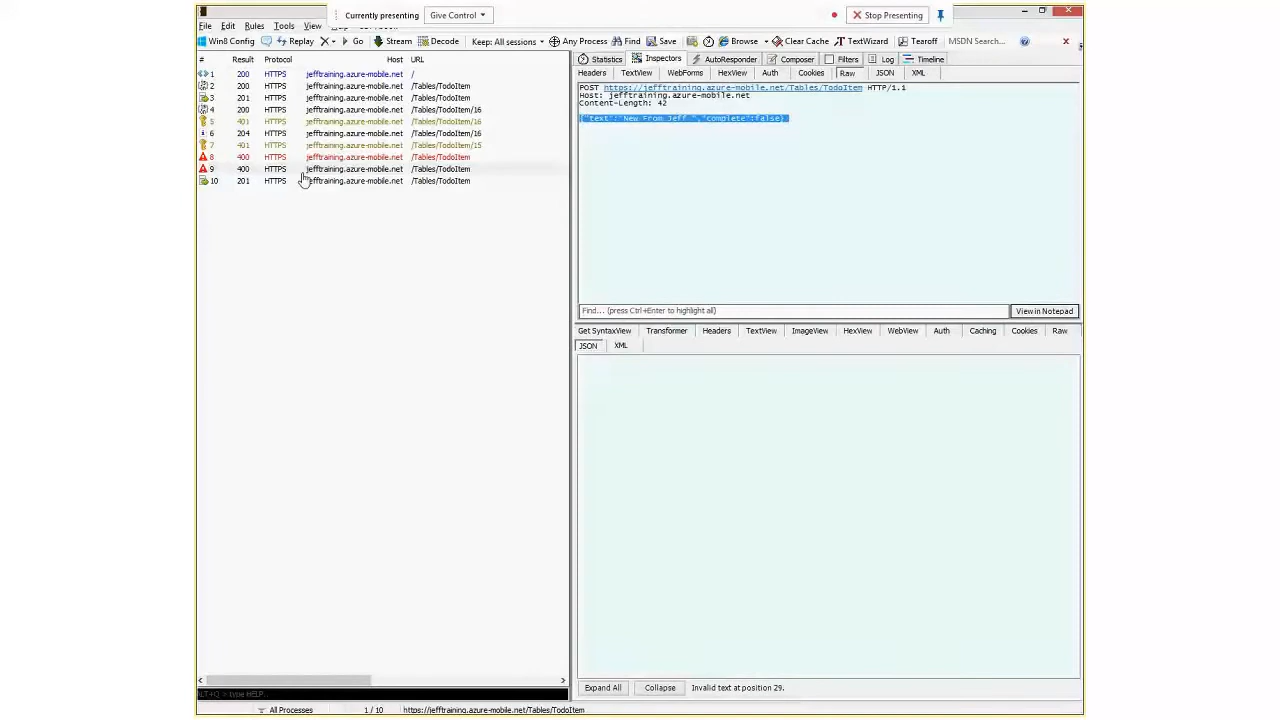 Currently presenting Give Control Stop Presenting
File Edit Rules Tools View
Win8 Config Replay X Go Stream Decode Keep: All sessions Any Process Find Save Browse Clear Cache TextWizard Tearoff MSDN Search... X
# Result Protocol Host URL
1 200 HTTPS jefftraining.azure-mobile.net /
2 200 HTTPS jefftraining.azure-mobile.net /Tables/TodoItem
3 201 HTTPS jefftraining.azure-mobile.net /Tables/TodoItem
4 200 HTTPS jefftraining.azure-mobile.net /Tables/TodoItem/16
5 401 HTTPS jefftraining.azure-mobile.net /Tables/TodoItem/16
6 204 HTTPS jefftraining.azure-mobile.net /Tables/TodoItem/16
7 401 HTTPS jefftraining.azure-mobile.net /Tables/TodoItem/15
8 400 HTTPS jefftraining.azure-mobile.net /Tables/TodoItem
9 400 HTTPS jefftraining.azure-mobile.net /Tables/TodoItem
10 201 HTTPS jefftraining.azure-mobile.net /Tables/TodoItem
ALT+Q > type HELP...
All Processes 1 / 10 https://jefftraining.azure-mobile.net/Tables/TodoItem
Statistics Inspectors AutoResponder Composer Filters Log Timeline
Headers TextView WebForms HexView Auth Cookies Raw JSON XML
POST https://jefftraining.azure-mobile.net/Tables/TodoItem HTTP/1.1
Host: jefftraining.azure-mobile.net
Content-Length: 42
{"text":"New From Jeff ","complete":false}
Find... (press Ctrl+Enter to highlight all) View in Notepad
Get SyntaxView Transformer Headers TextView ImageView HexView WebView Auth Caching Cookies Raw
JSON XML
Expand All Collapse Invalid text at position 29.